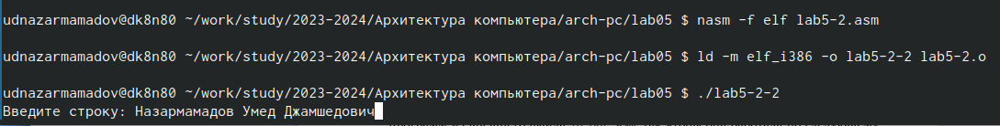 udnazarmamadov@dk8n80 ~/work/study/2023-2024/Архитектура компьютера/arch-pc/lab05 $ nasm -f elf lab5-2.asm
udnazarmamadov@dk8n80 ~/work/study/2023-2024/Архитектура компьютера/arch-pc/lab05 $ ld -m elf_i386 -o lab5-2-2 lab5-2.o
udnazarmamadov@dk8n80 ~/work/study/2023-2024/Архитектура компьютера/arch-pc/lab05 $ ./lab5-2-2
Введите строку: Назармамадов Умед Джамшедович